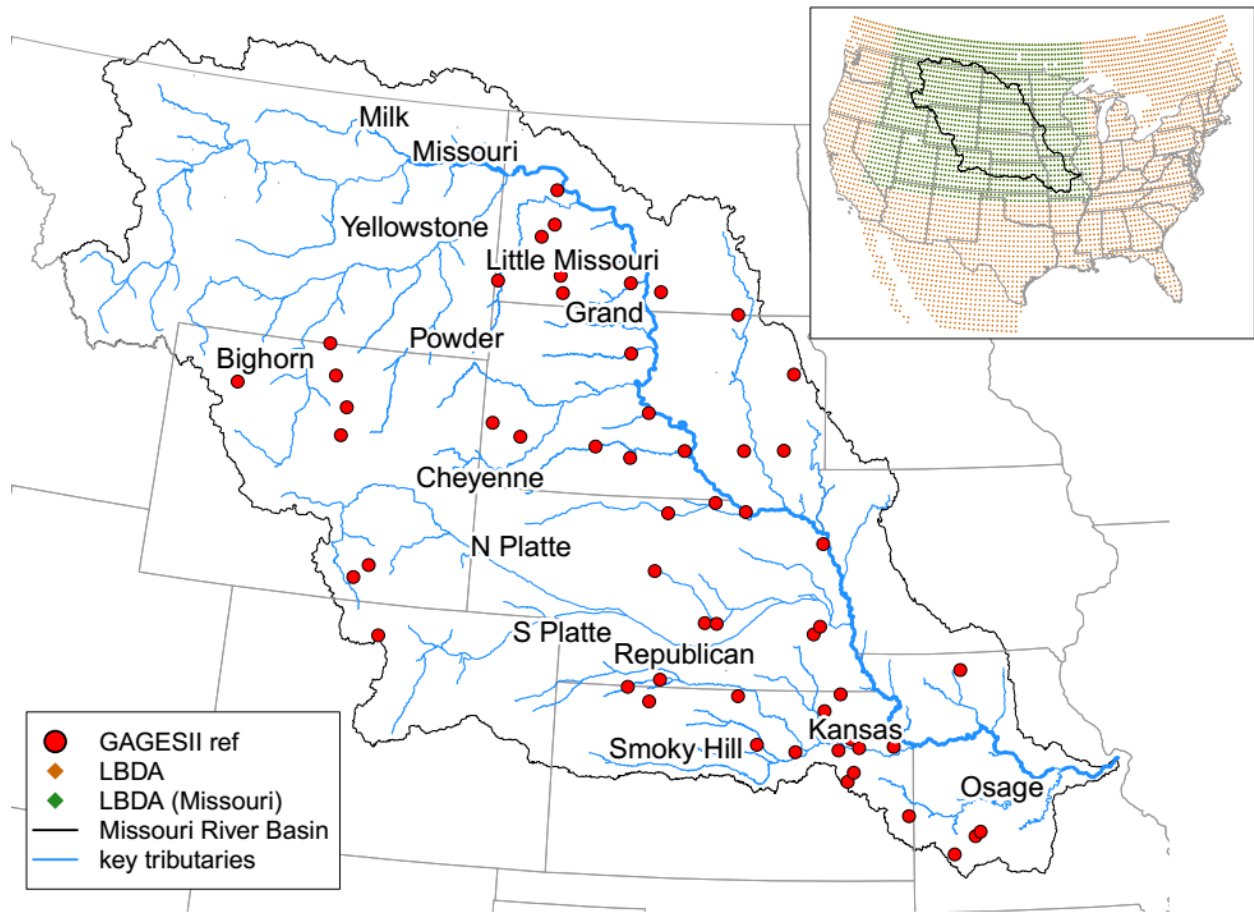 Milk
Missouri
Yellowstone
Little Missouri
Grand
Powder
Bighorn
Cheyenne
N Platte
S Platte
Republican
Kansas
Smoky Hill
Osage
GAGESII ref
LBDA
LBDA (Missouri)
Missouri River Basin
key tributaries